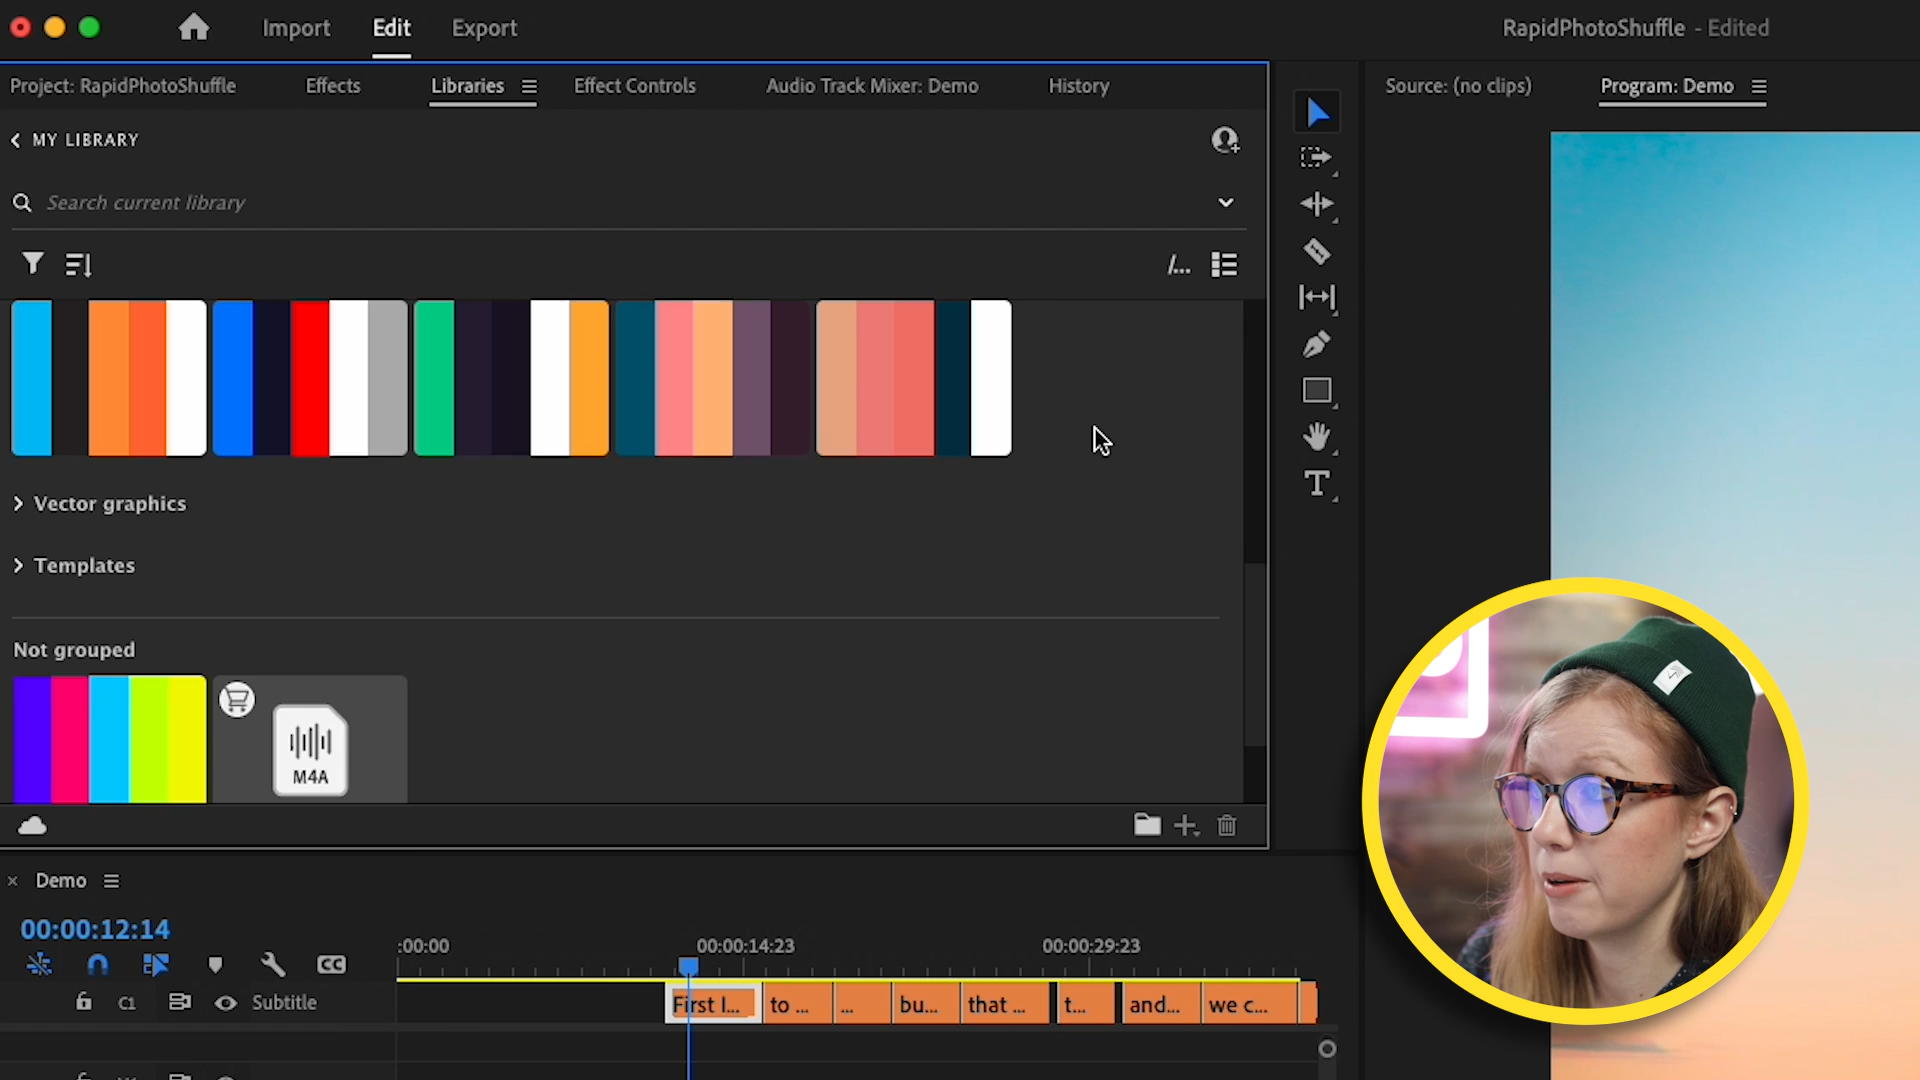 Import Edit Export RapidPhotoShuffle - Edited
Project: RapidPhotoShuffle Effects Libraries Effect Controls Audio Track Mixer: Demo History Source: (no clips) Program: Demo
MY LIBRARY
Search current library
/...
T
Vector graphics
Templates
Not grouped
M4A
Demo
00:00:12:14
:00:00 00:00:14:23 00:00:29:23
CC
C1 Subtitle First l... to ... ... bu... that ... t... and... we c...